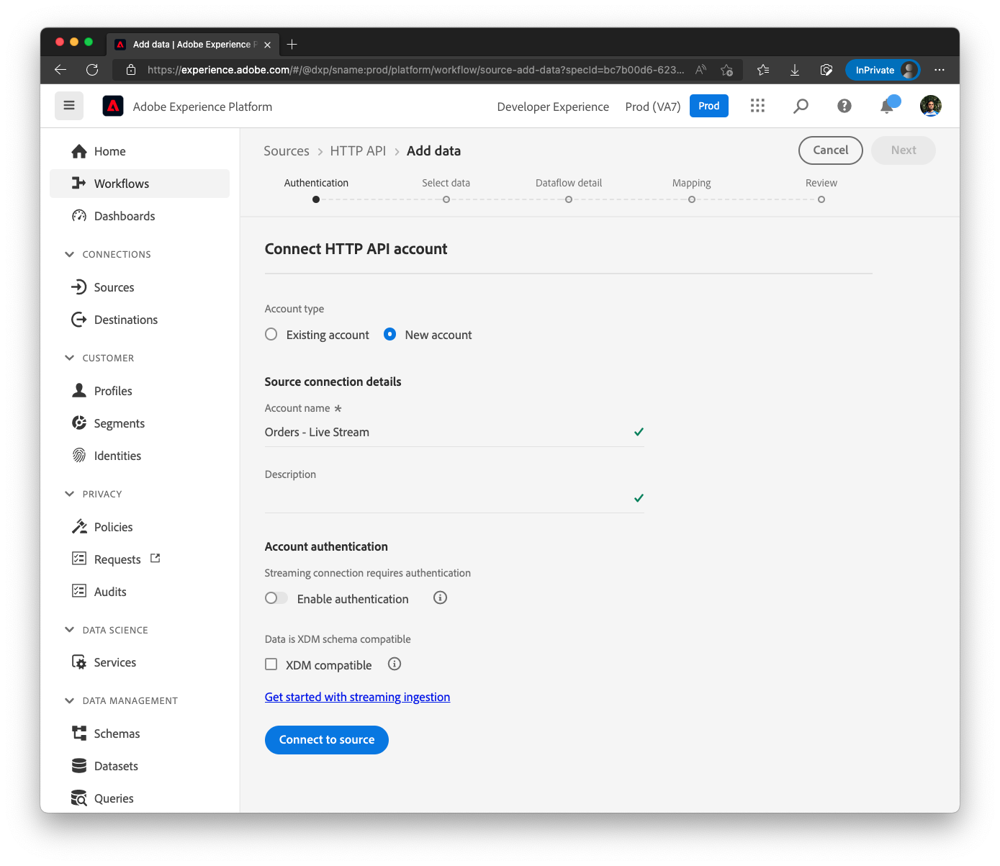 Add data | Adobe Experience P
https://experience.adobe.com/#/@dxp/sname:prod/platform/workflow/source-add-data?specId=bc7b00d6-623...
InPrivate
Adobe Experience Platform
Developer Experience
Prod (VA7)
Prod
Home
Workflows
Dashboards
CONNECTIONS
Sources
Destinations
CUSTOMER
Profiles
Segments
Identities
PRIVACY
Policies
Requests
Audits
DATA SCIENCE
Services
DATA MANAGEMENT
Schemas
Datasets
Queries
Sources > HTTP API > Add data
Cancel
Next
Authentication
Select data
Dataflow detail
Mapping
Review
Connect HTTP API account
Account type
Existing account
New account
Source connection details
Account name *
Orders - Live Stream
Description
Account authentication
Streaming connection requires authentication
Enable authentication
Data is XDM schema compatible
XDM compatible
Get started with streaming ingestion
Connect to source